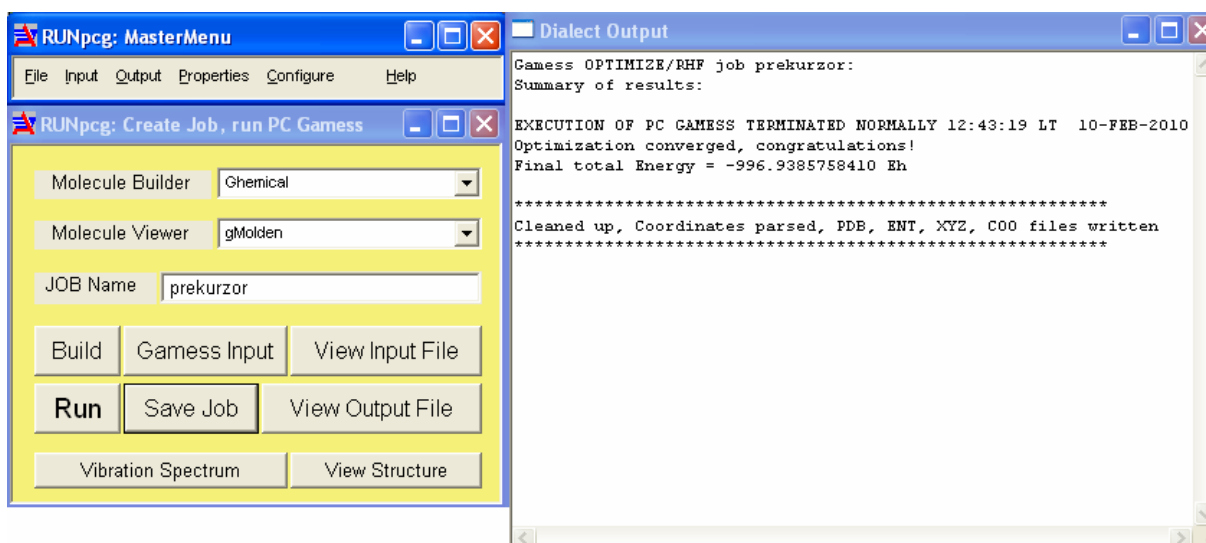 RUNpcg: MasterMenu
File Input Output Properties Configure Help
RUNpcg: Create Job, run PC Gamess
Molecule Builder Ghemical
Molecule Viewer gMolden
JOB Name prekurzor
Build Gamess Input View Input File
Run Save Job View Output File
Vibration Spectrum View Structure
Dialect Output
Gamess OPTIMIZE/RHF job prekurzor:
Summary of results:
EXECUTION OF PC GAMESS TERMINATED NORMALLY 12:43:19 LT 10-FEB-2010
Optimization converged, congratulations!
Final total Energy = -996.9385758410 Eh
**********************************************************
Cleaned up, Coordinates parsed, PDB, ENT, XYZ, COO files written
**********************************************************